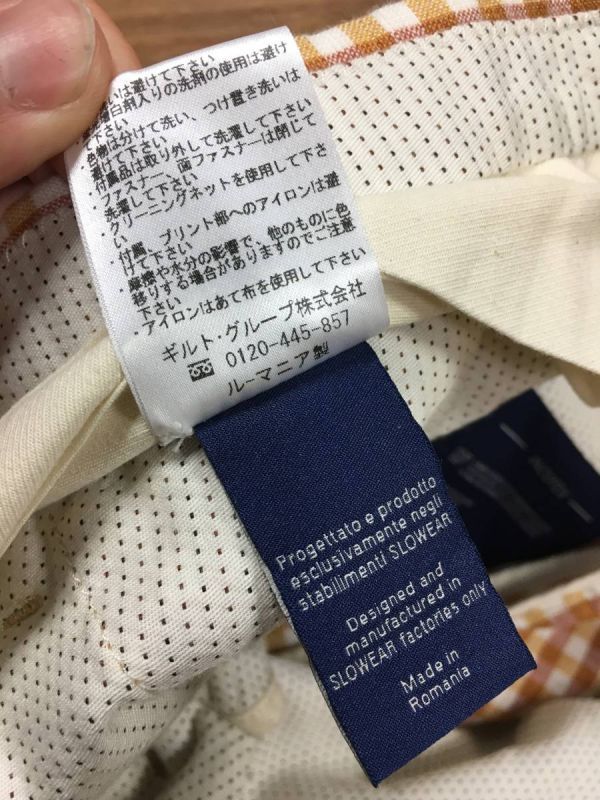 いは避けて下さい
蛍光増白剤入りの洗剤の使用は避け
て下さい
色物は分けて洗い、つけ置き洗いは
避けて下さい
・付属品は取り外して洗濯して下さい
・ファスナー、面ファスナーは閉じて
洗濯して下さい
・クリーニングネットを使用して下さい
・付属、プリント部へのアイロンは避
けて下さい
・摩擦や水分の影響で、他のものに色
移りする場合がありますのでご注意
下さい
・アイロンはあて布を使用して下さい
ギルト・グループ株式会社
0120-445-857
ルーマニア製
Progettato e prodotto
esclusivamente negli
stabilimenti SLOWEAR
Designed and
manufactured in
SLOWEAR factories only
Made in
Romania